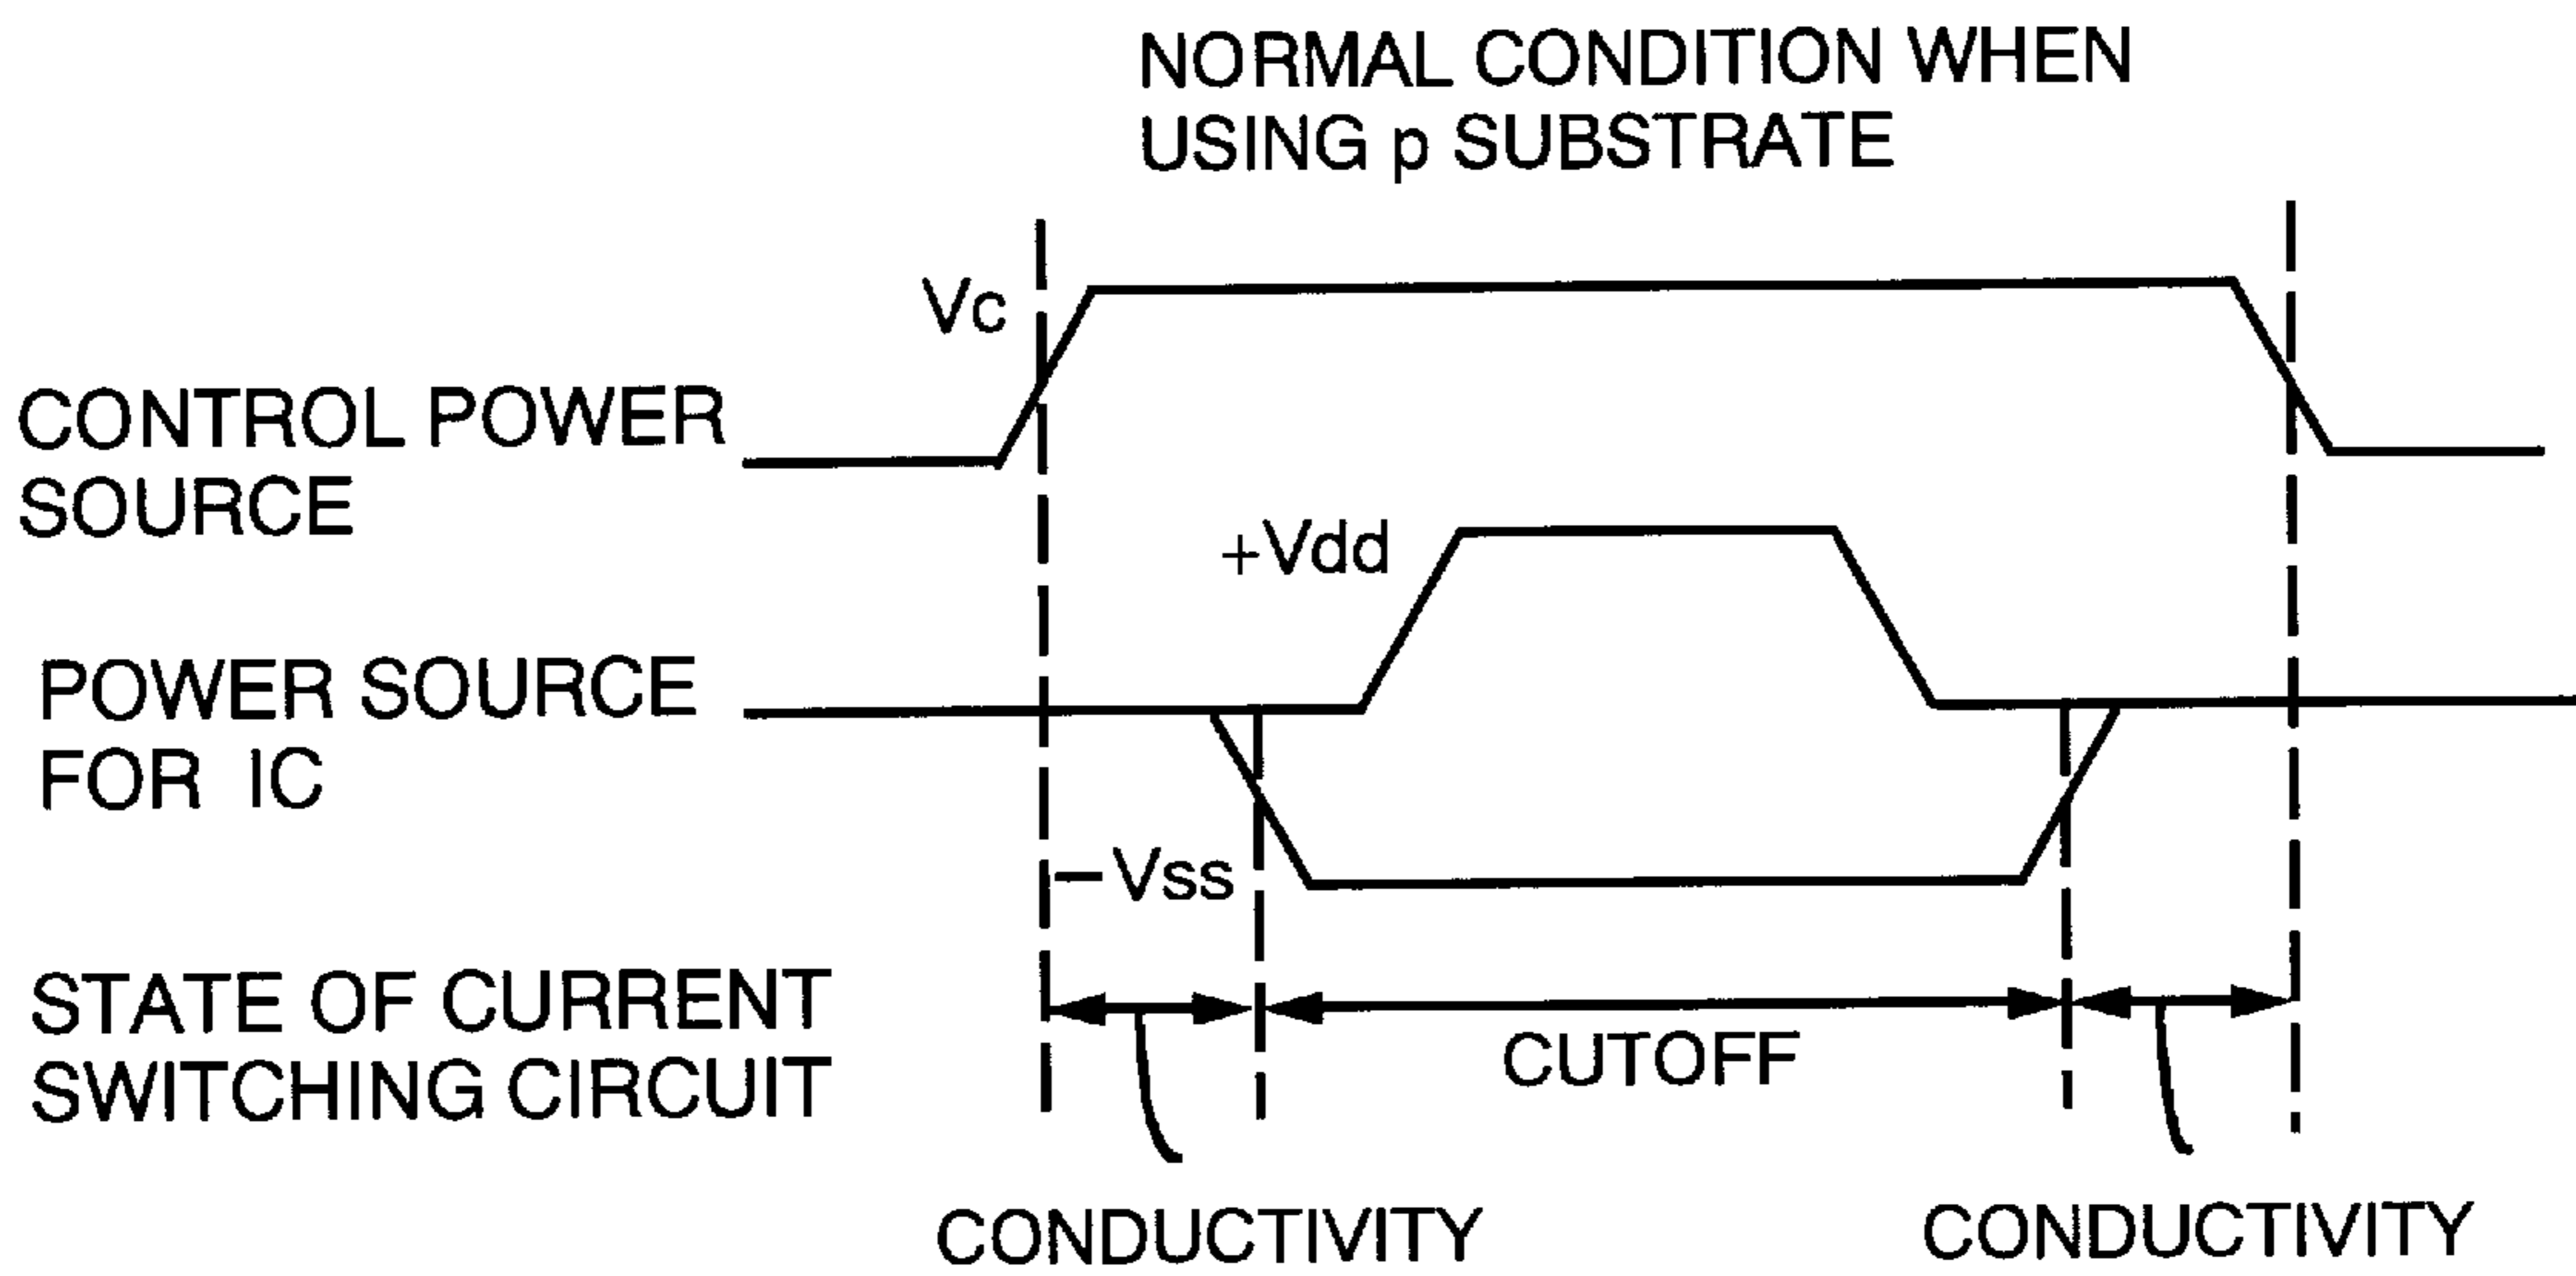 NORMAL CONDITION WHEN
USING p SUBSTRATE
Vc
CONTROL POWER
SOURCE
+Vdd
POWER SOURCE
FOR IC
−Vss
STATE OF CURRENT
SWITCHING CIRCUIT
CUTOFF
CONDUCTIVITY
CONDUCTIVITY